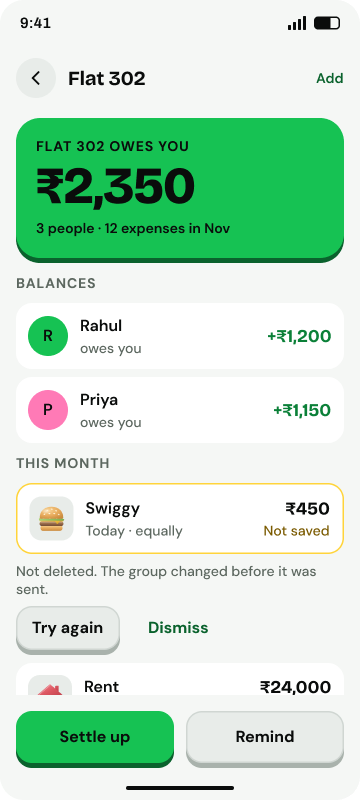 9:41
Flat 302
Add
FLAT 302 OWES YOU
₹2,350
3 people · 12 expenses in Nov
BALANCES
R
Rahul
owes you
+₹1,200
P
Priya
owes you
+₹1,150
THIS MONTH
Swiggy
₹450
Today · equally
Not saved
Not deleted. The group changed before it was
sent.
Try again
Dismiss
Rent
₹24,000
Settle up
Remind